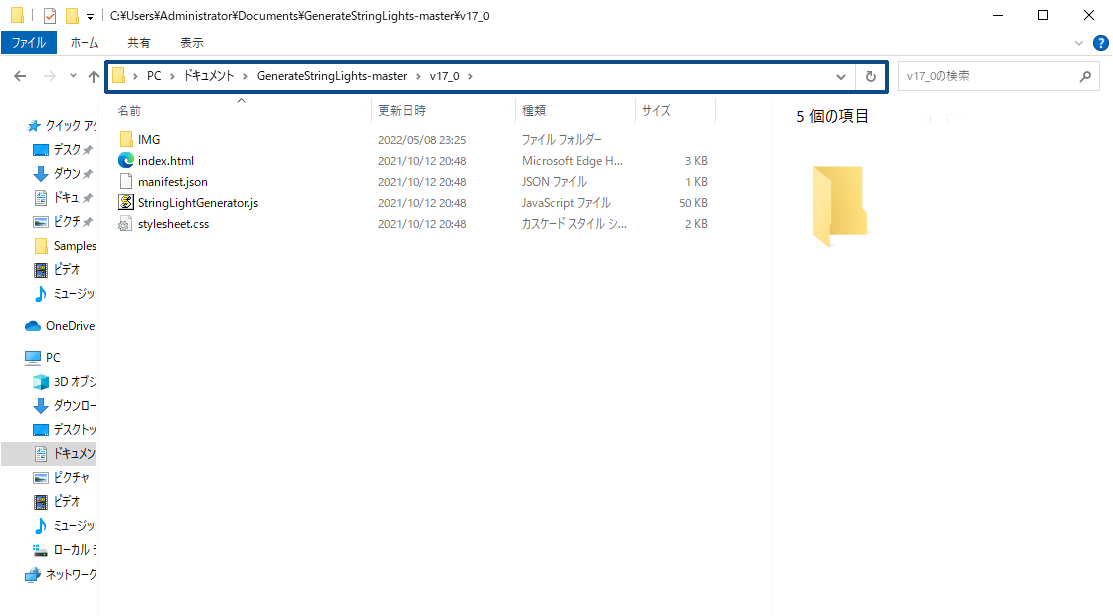 C:¥Users¥Administrator¥Documents¥GenerateStringLights-master¥v17_0
ファイル ホーム 共有 表示
PC ドキュメント GenerateStringLights-master v17_0 v17_0の検索
名前 更新日時 種類 サイズ
5 個の項目
クイック アク
デスク
ダウン
ドキュ
ピクチ
Samples
ビデオ
ミュージッ
OneDrive
PC
3D オブジ
ダウンロー
デスクトッ
ドキュメン
ピクチャ
ビデオ
ミュージッ
ローカル デ
ネットワーク
IMG 2022/05/08 23:25 ファイル フォルダー
index.html 2021/10/12 20:48 Microsoft Edge H... 3 KB
manifest.json 2021/10/12 20:48 JSON ファイル 1 KB
StringLightGenerator.js 2021/10/12 20:48 JavaScript ファイル 50 KB
stylesheet.css 2021/10/12 20:48 カスケード スタイル シ... 2 KB